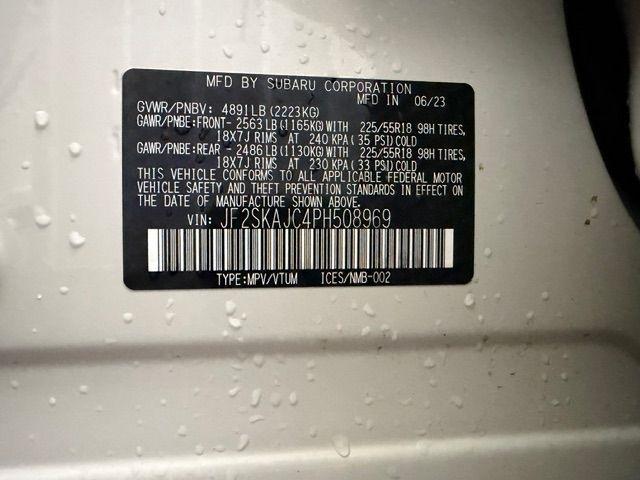 MFD BY SUBARU CORPORATION
MFD IN 06/23
GVWR/PNBV: 4891LB(2223KG)
GAWR/PNBE:FRONT- 2563LB(1165KG)WITH 225/55R18 98H TIRES,
18X7J RIMS AT 240 KPA(35 PSI)COLD
GAWR/PNBE:REAR - 2486LB(1130KG)WITH 225/55R18 98H TIRES,
18X7J RIMS AT 230 KPA(33 PSI)COLD
THIS VEHICLE CONFORMS TO ALL APPLICABLE FEDERAL MOTOR
VEHICLE SAFETY AND THEFT PREVENTION STANDARDS IN EFFECT ON
THE DATE OF MANUFACTURE SHOWN ABOVE.
VIN: JF2SKAJC4PH508969
TYPE:MPV/VTUM ICES/NMB-002